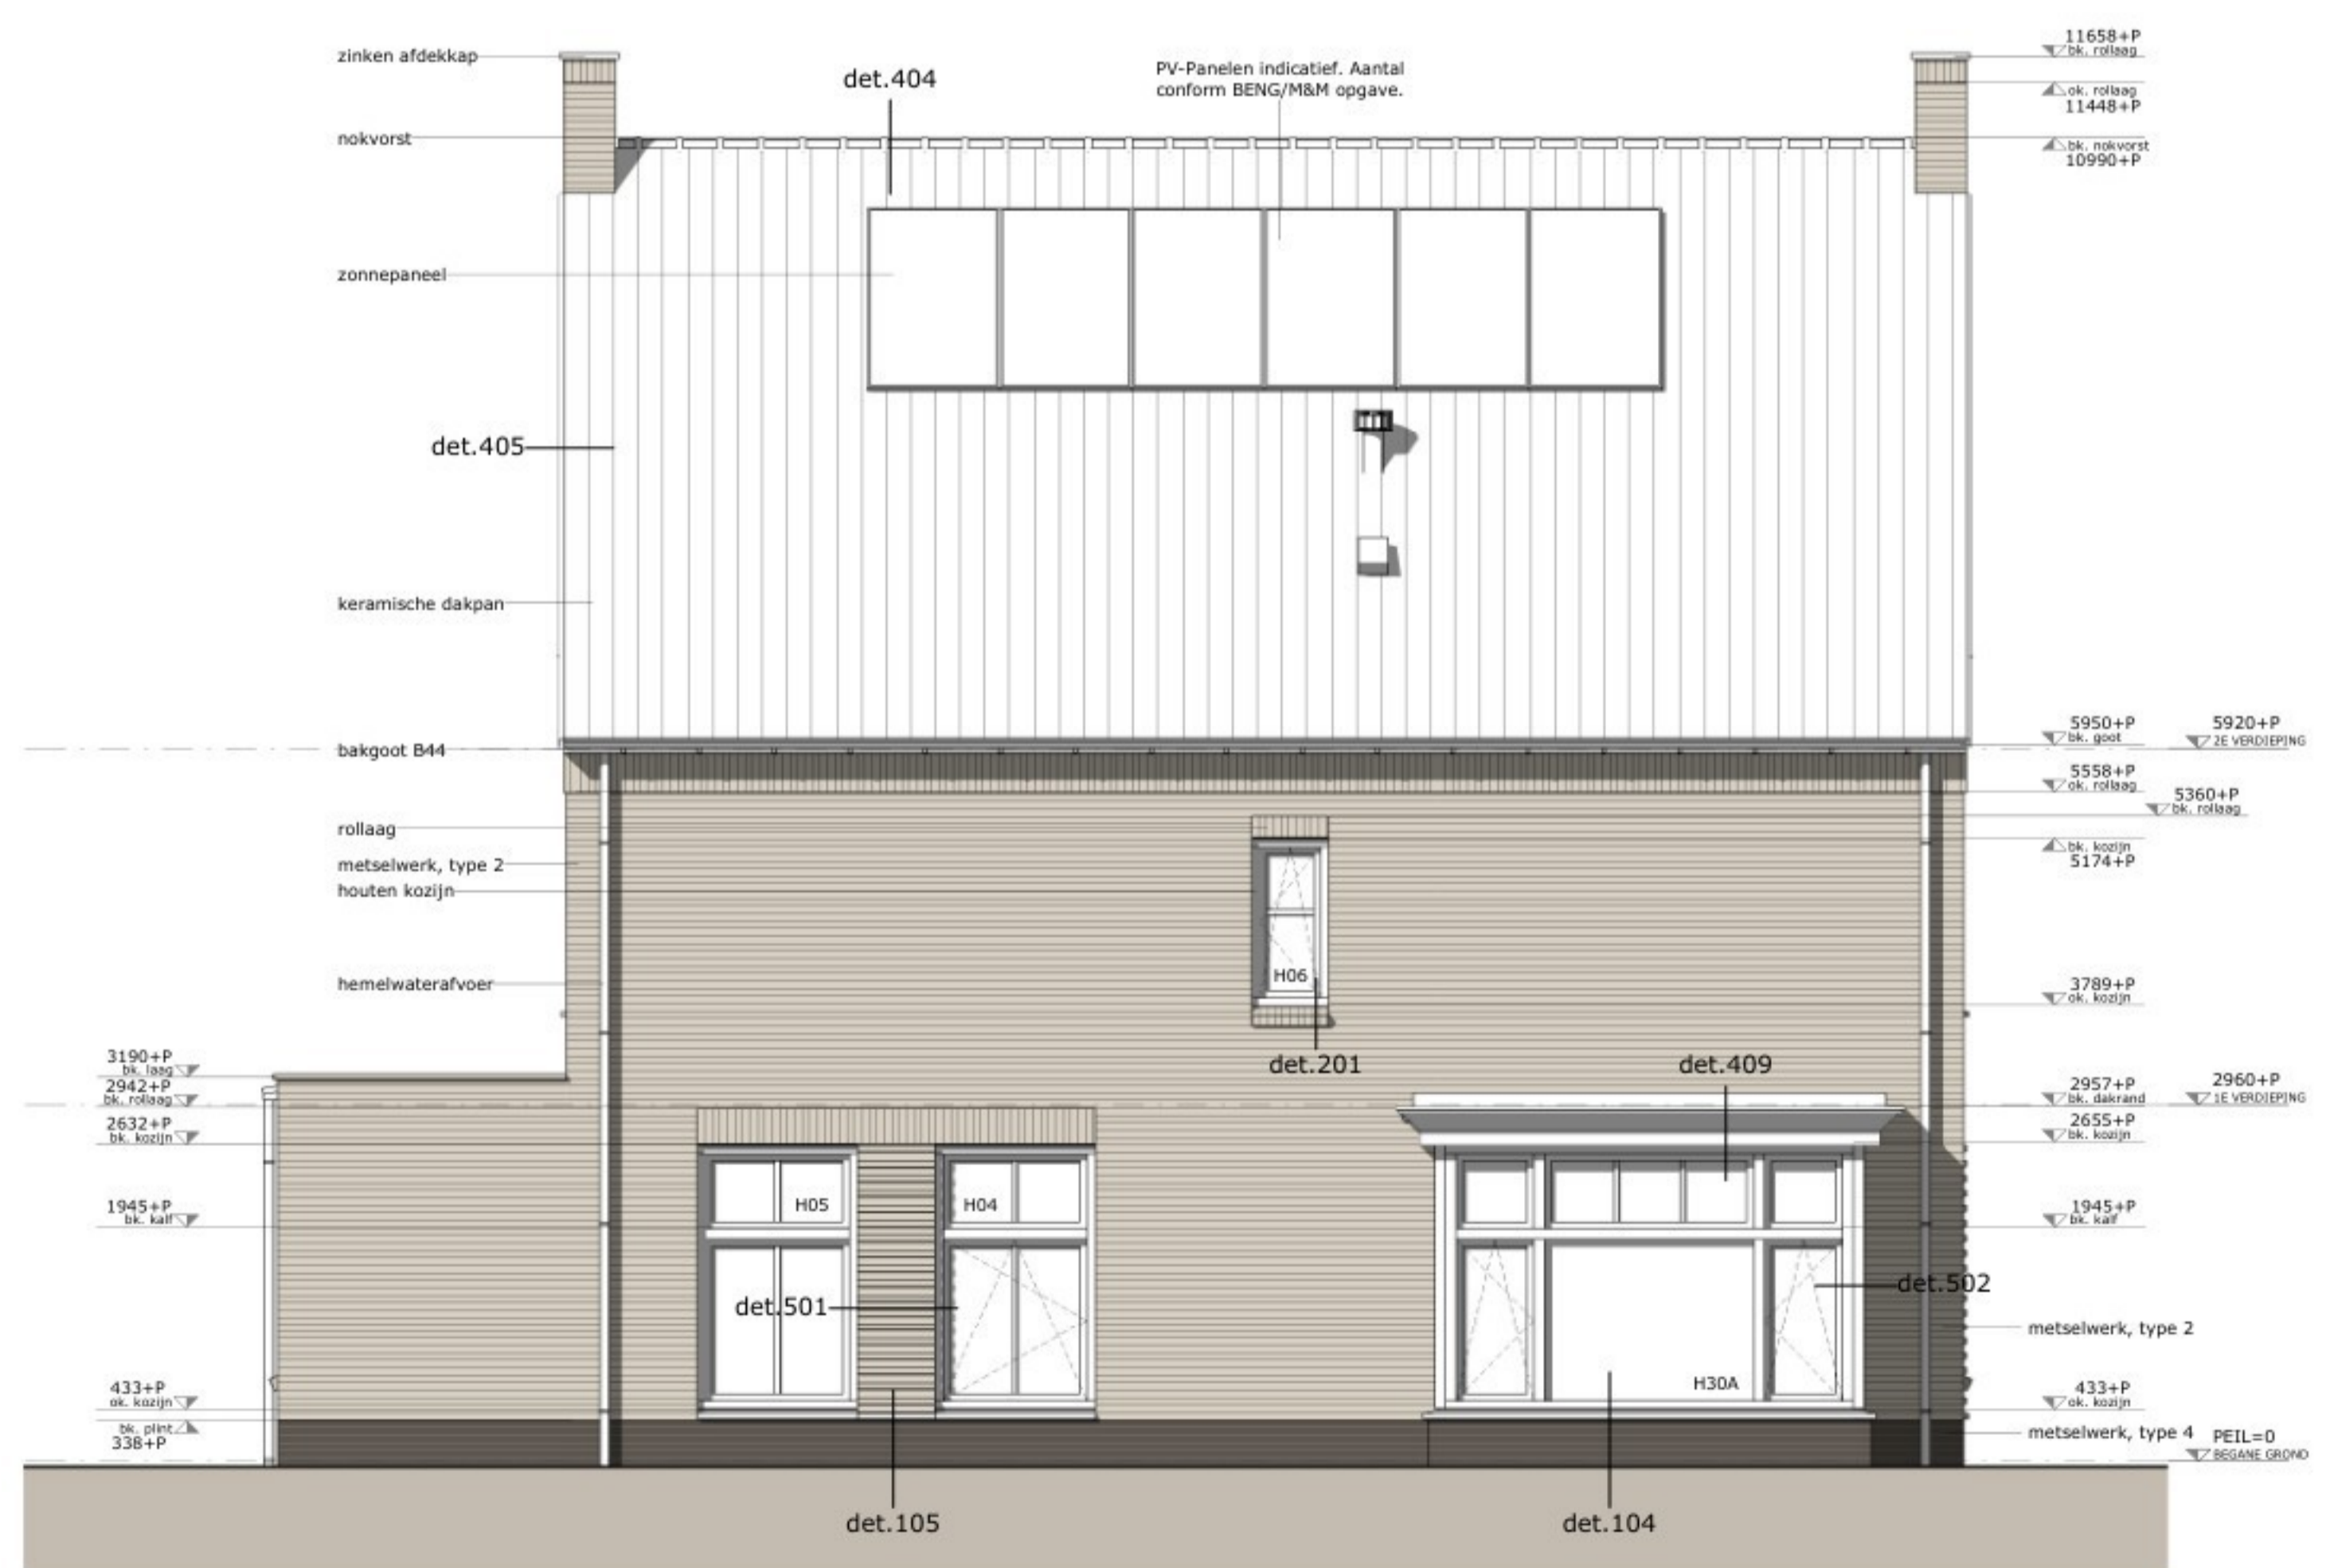 zinken afdekkap
nokvorst
zonnepaneel
det.404
PV-Panelen indicatief. Aantal
conform BENG/M&M opgave.
11658+P
bk. rollaag
ok. rollaag
11448+P
bk. nokvorst
10990+P
det.405
keramische dakpan
bakgoot B44
5950+P
bk. goot
5920+P
2E VERDIEPING
5558+P
ok. rollaag
5360+P
bk. rollaag
bk. kozijn
5174+P
rollaag
metselwerk, type 2
houten kozijn
hemelwaterafvoer
H06
3789+P
ok. kozijn
det.201
det.409
3190+P
bk. laag
2942+P
bk. rollaag
2632+P
bk. kozijn
1945+P
bk. kalf
433+P
ok. kozijn
bk. plint
338+P
2957+P
bk. dakrand
2960+P
1E VERDIEPING
2655+P
bk. kozijn
1945+P
bk. kalf
H05
H04
det.501
det.502
metselwerk, type 2
H30A
433+P
ok. kozijn
metselwerk, type 4
PEIL=0
BEGANE GROND
det.105
det.104